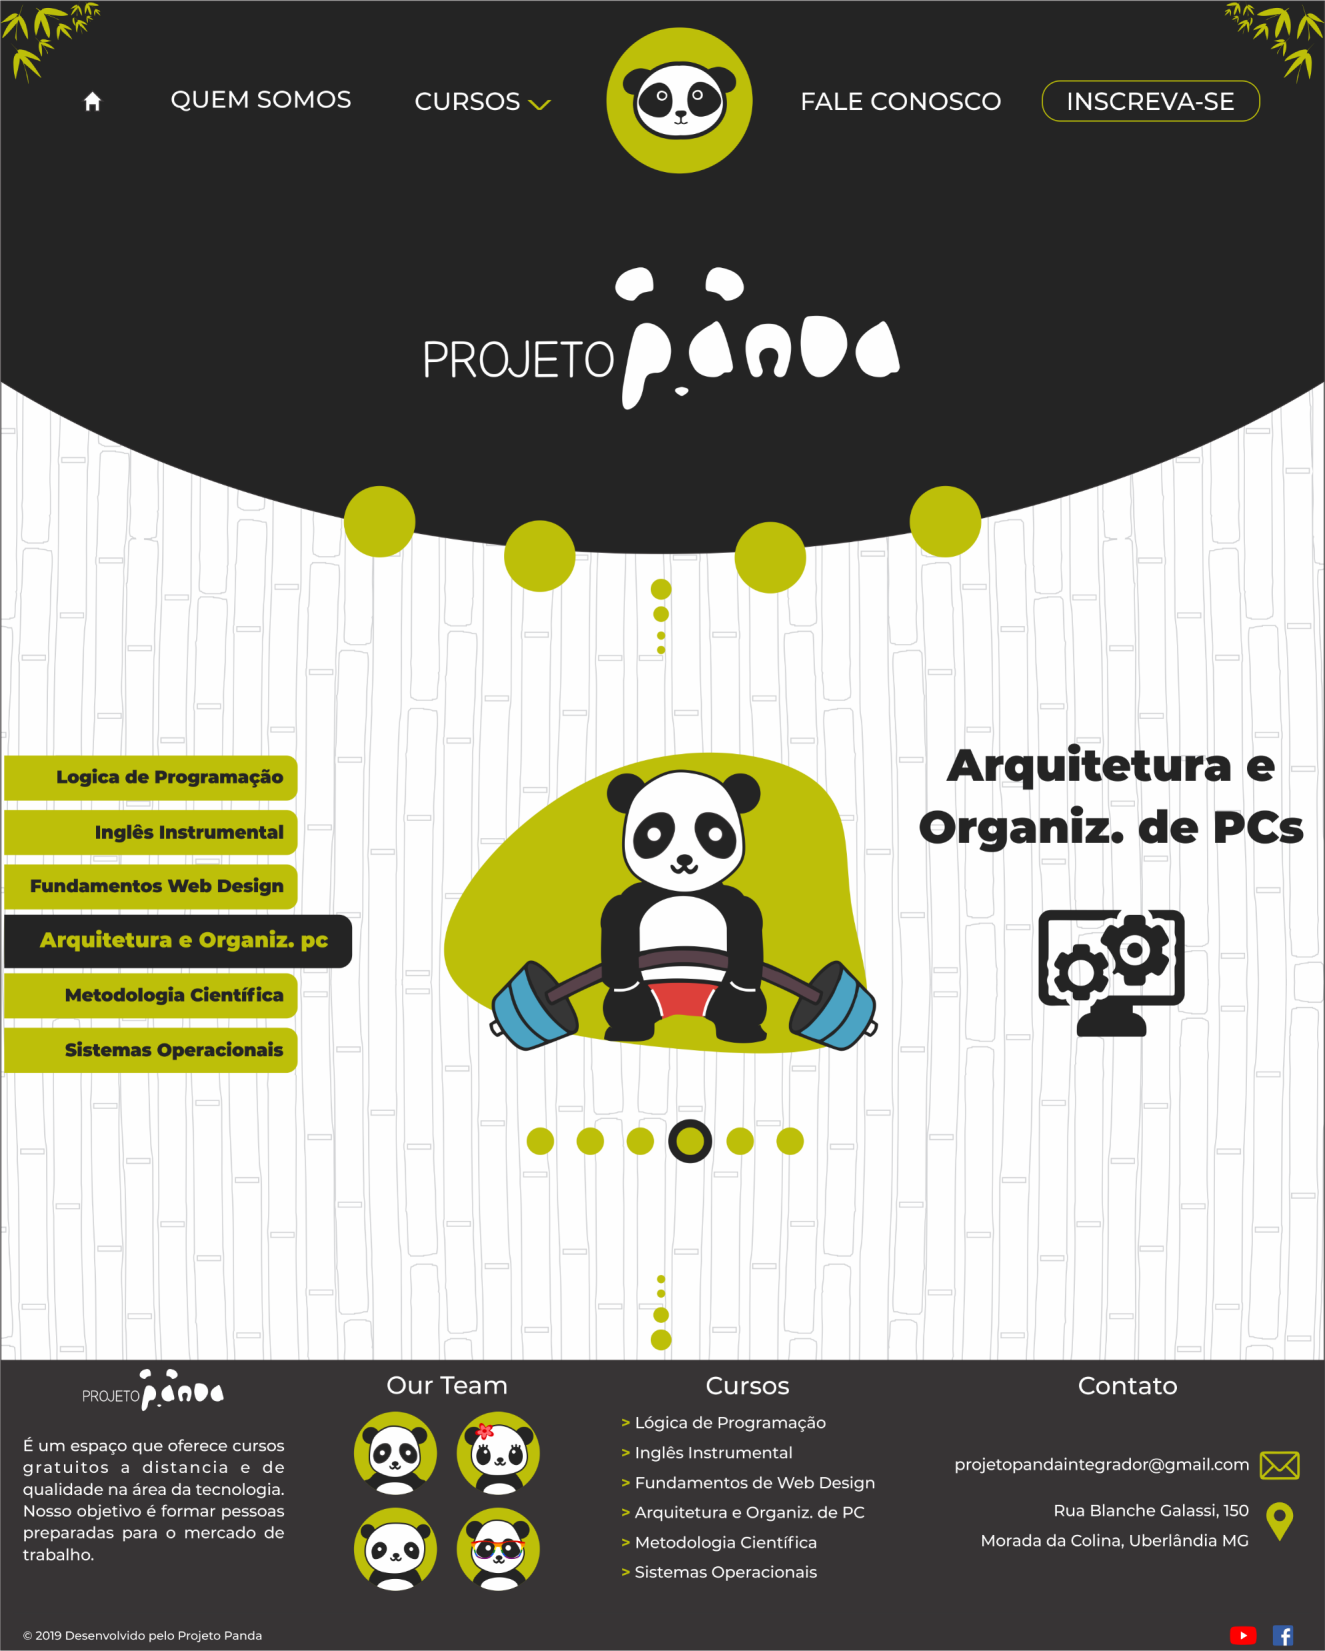 QUEM SOMOS
CURSOS
FALE CONOSCO
INSCREVA-SE
PROJETO panda
Logica de Programação
Inglês Instrumental
Fundamentos Web Design
Arquitetura e Organiz. pc
Metodologia Científica
Sistemas Operacionais
Arquitetura e
Organiz. de PCs
PROJETO panda
É um espaço que oferece cursos
gratuitos a distancia e de
qualidade na área da tecnologia.
Nosso objetivo é formar pessoas
preparadas para o mercado de
trabalho.
Our Team
Cursos
> Lógica de Programação
> Inglês Instrumental
> Fundamentos de Web Design
> Arquitetura e Organiz. de PC
> Metodologia Científica
> Sistemas Operacionais
Contato
projetopandaintegrador@gmail.com
Rua Blanche Galassi, 150
Morada da Colina, Uberlândia MG
© 2019 Desenvolvido pelo Projeto Panda